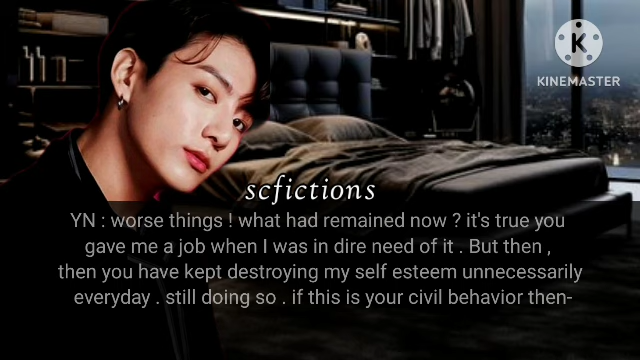 K
KINEMASTER
scfictions
YN : worse things ! what had remained now ? it's true you
gave me a job when I was in dire need of it . But then ,
then you have kept destroying my self esteem unnecessarily
everyday . still doing so . if this is your civil behavior then-